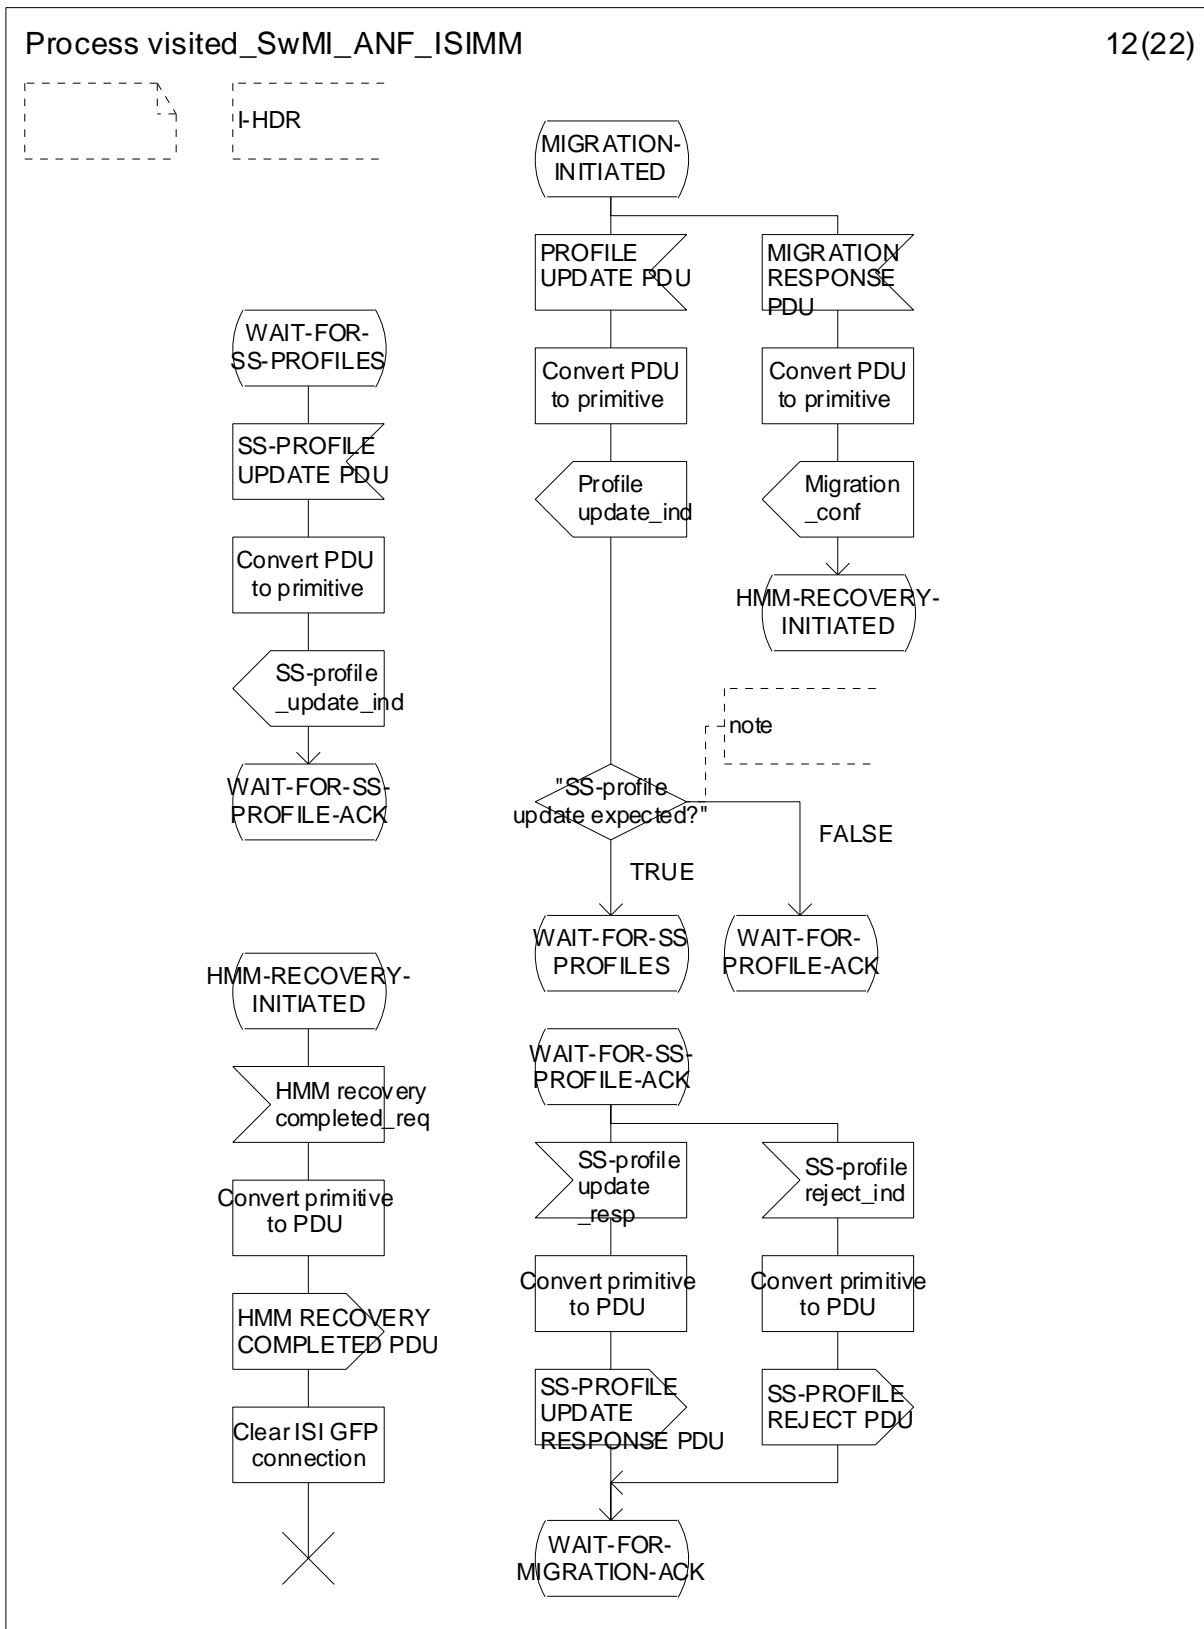 Process visited_SwMI_ANF_ISIMM
12(22)
I-HDR
MIGRATION-
INITIATED
PROFILE
UPDATE PDU
MIGRATION
RESPONSE
PDU
Convert PDU
to primitive
Convert PDU
to primitive
Profile
update_ind
Migration
_conf
HMM-RECOVERY-
INITIATED
note
"SS-profile
update expected?"
FALSE
TRUE
WAIT-FOR-SS
PROFILES
WAIT-FOR-
PROFILE-ACK
WAIT-FOR-
SS-PROFILES
SS-PROFILE
UPDATE PDU
Convert PDU
to primitive
SS-profile
_update_ind
WAIT-FOR-SS-
PROFILE-ACK
HMM-RECOVERY-
INITIATED
HMM recovery
completed_req
Convert primitive
to PDU
HMM RECOVERY
COMPLETED PDU
Clear ISI GFP
connection
WAIT-FOR-SS-
PROFILE-ACK
SS-profile
update
_resp
SS-profile
reject_ind
Convert primitive
to PDU
Convert primitive
to PDU
SS-PROFILE
UPDATE
RESPONSE PDU
SS-PROFILE
REJECT PDU
WAIT-FOR-
MIGRATION-ACK